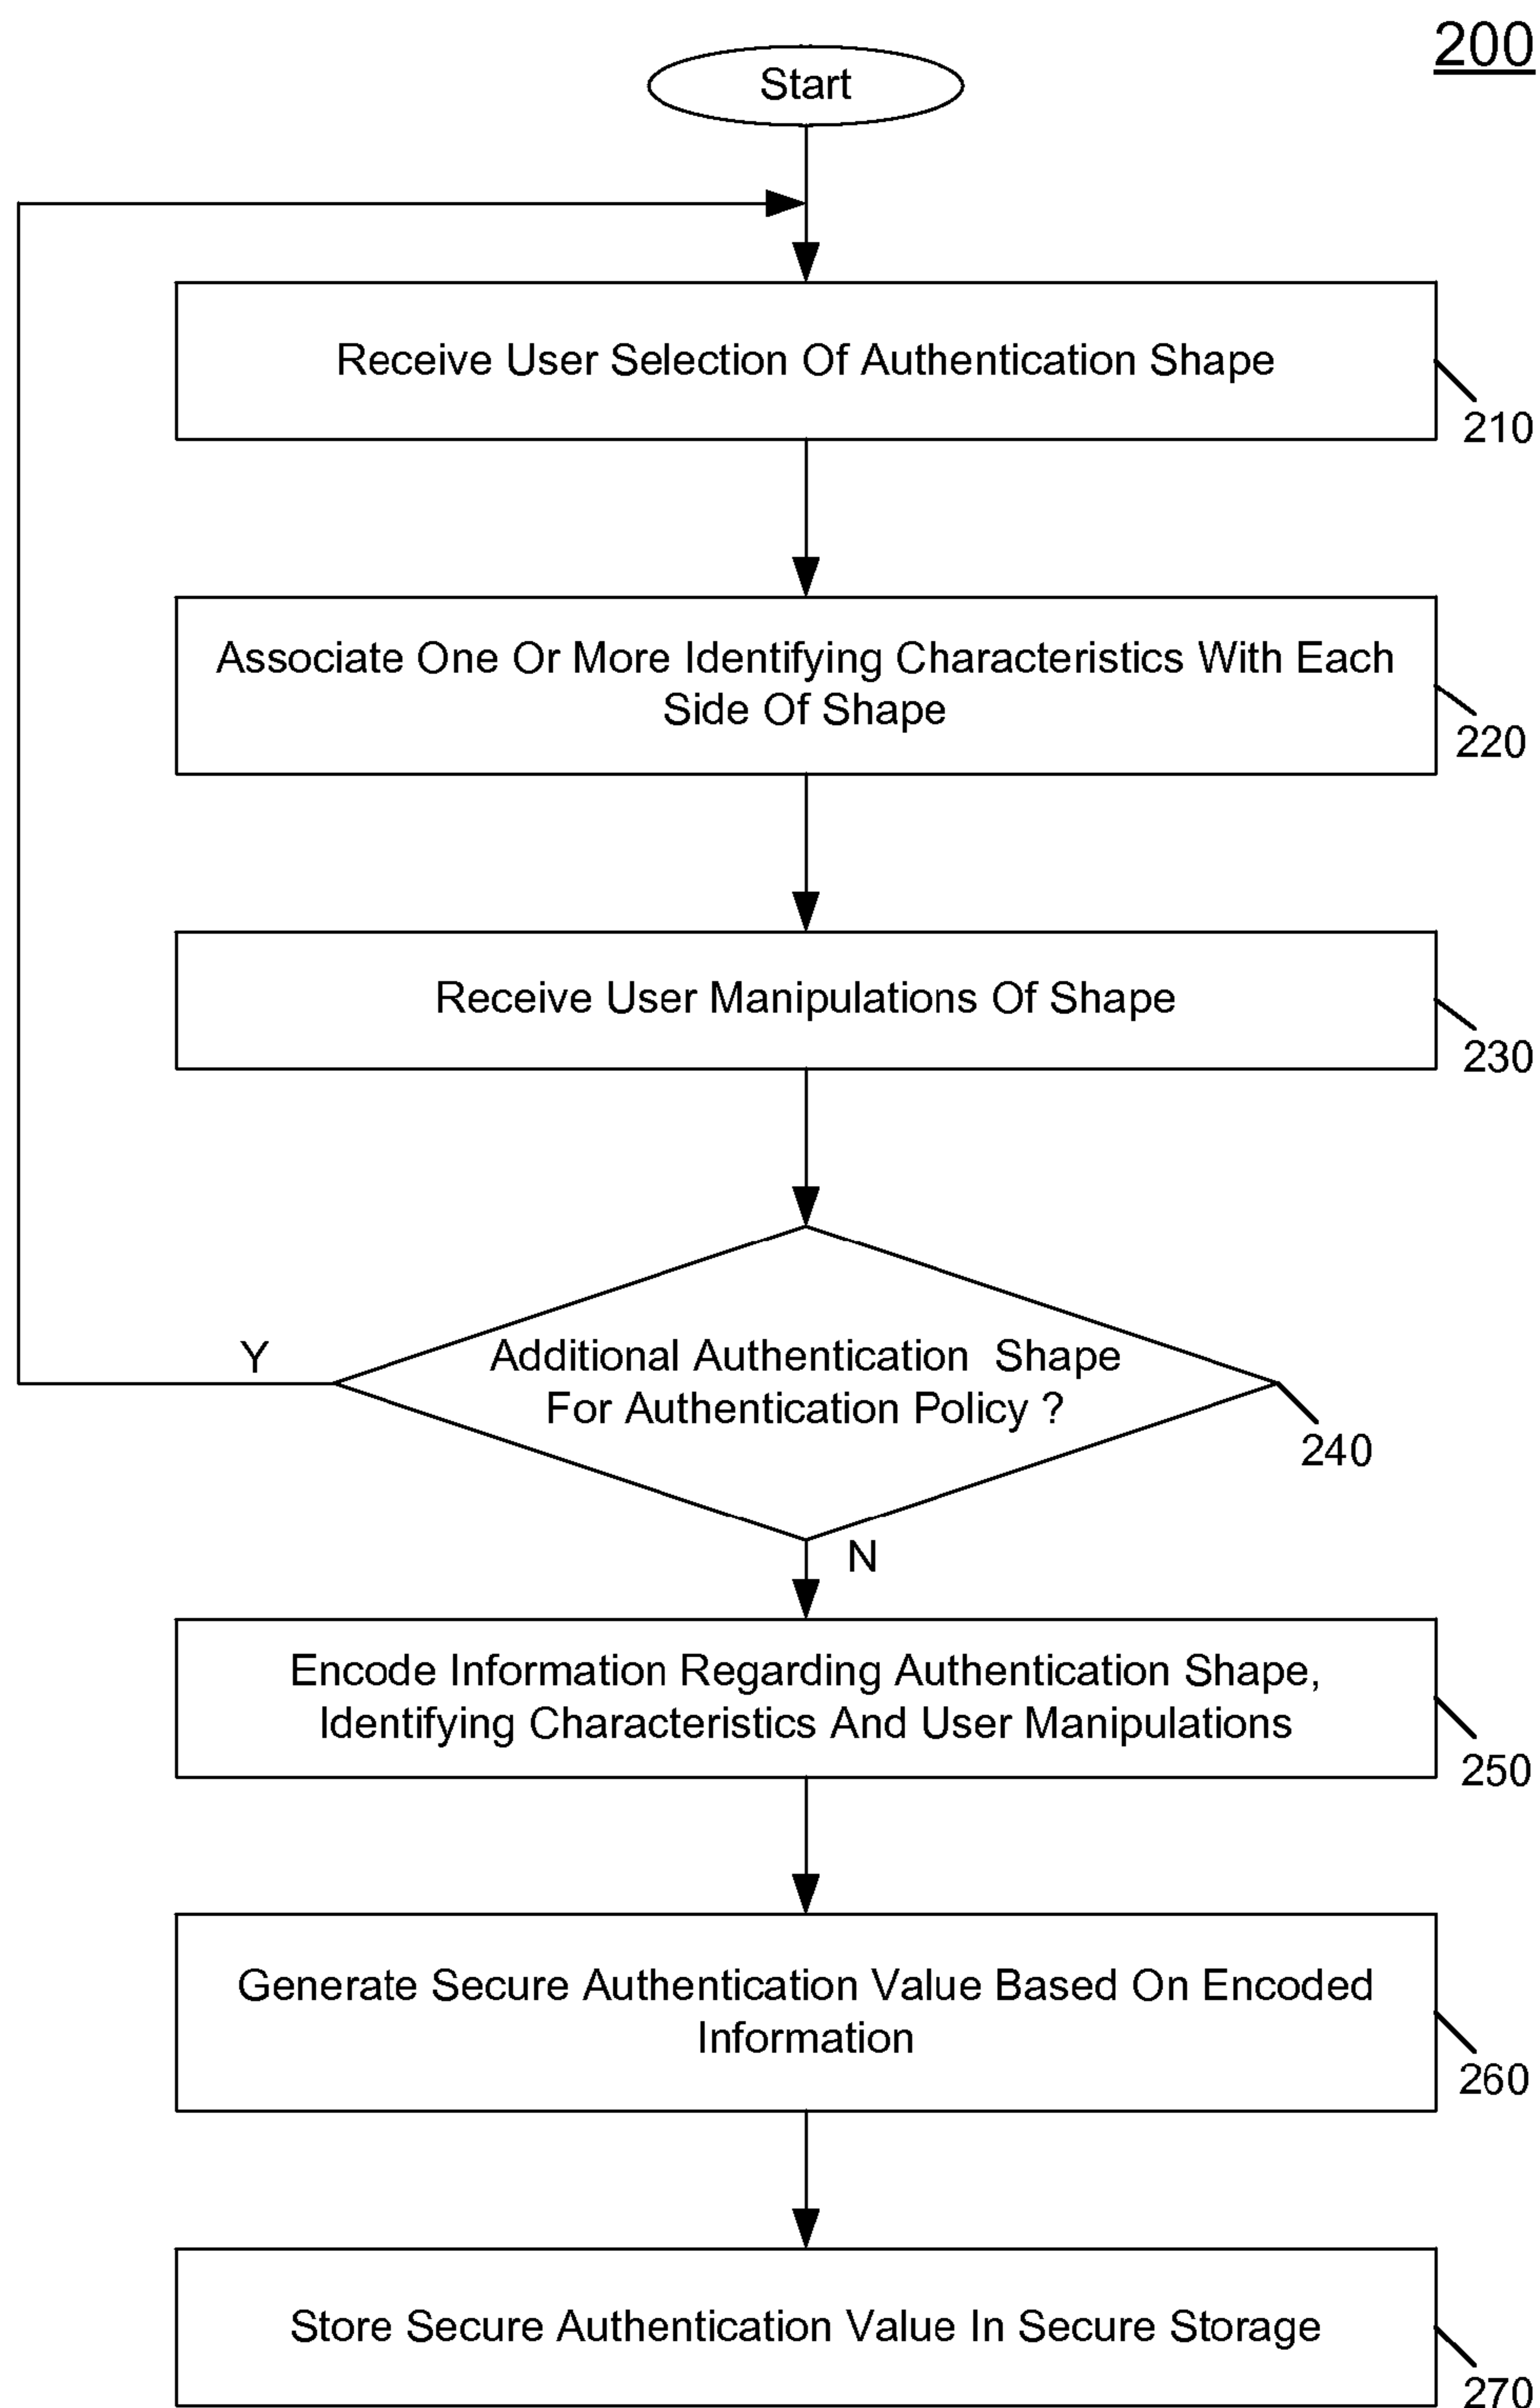 200
Start
Receive User Selection Of Authentication Shape
210
Associate One Or More Identifying Characteristics With Each
Side Of Shape
220
Receive User Manipulations Of Shape
230
Y
Additional Authentication Shape
For Authentication Policy ?
240
N
Encode Information Regarding Authentication Shape,
Identifying Characteristics And User Manipulations
250
Generate Secure Authentication Value Based On Encoded
Information
260
Store Secure Authentication Value In Secure Storage
270